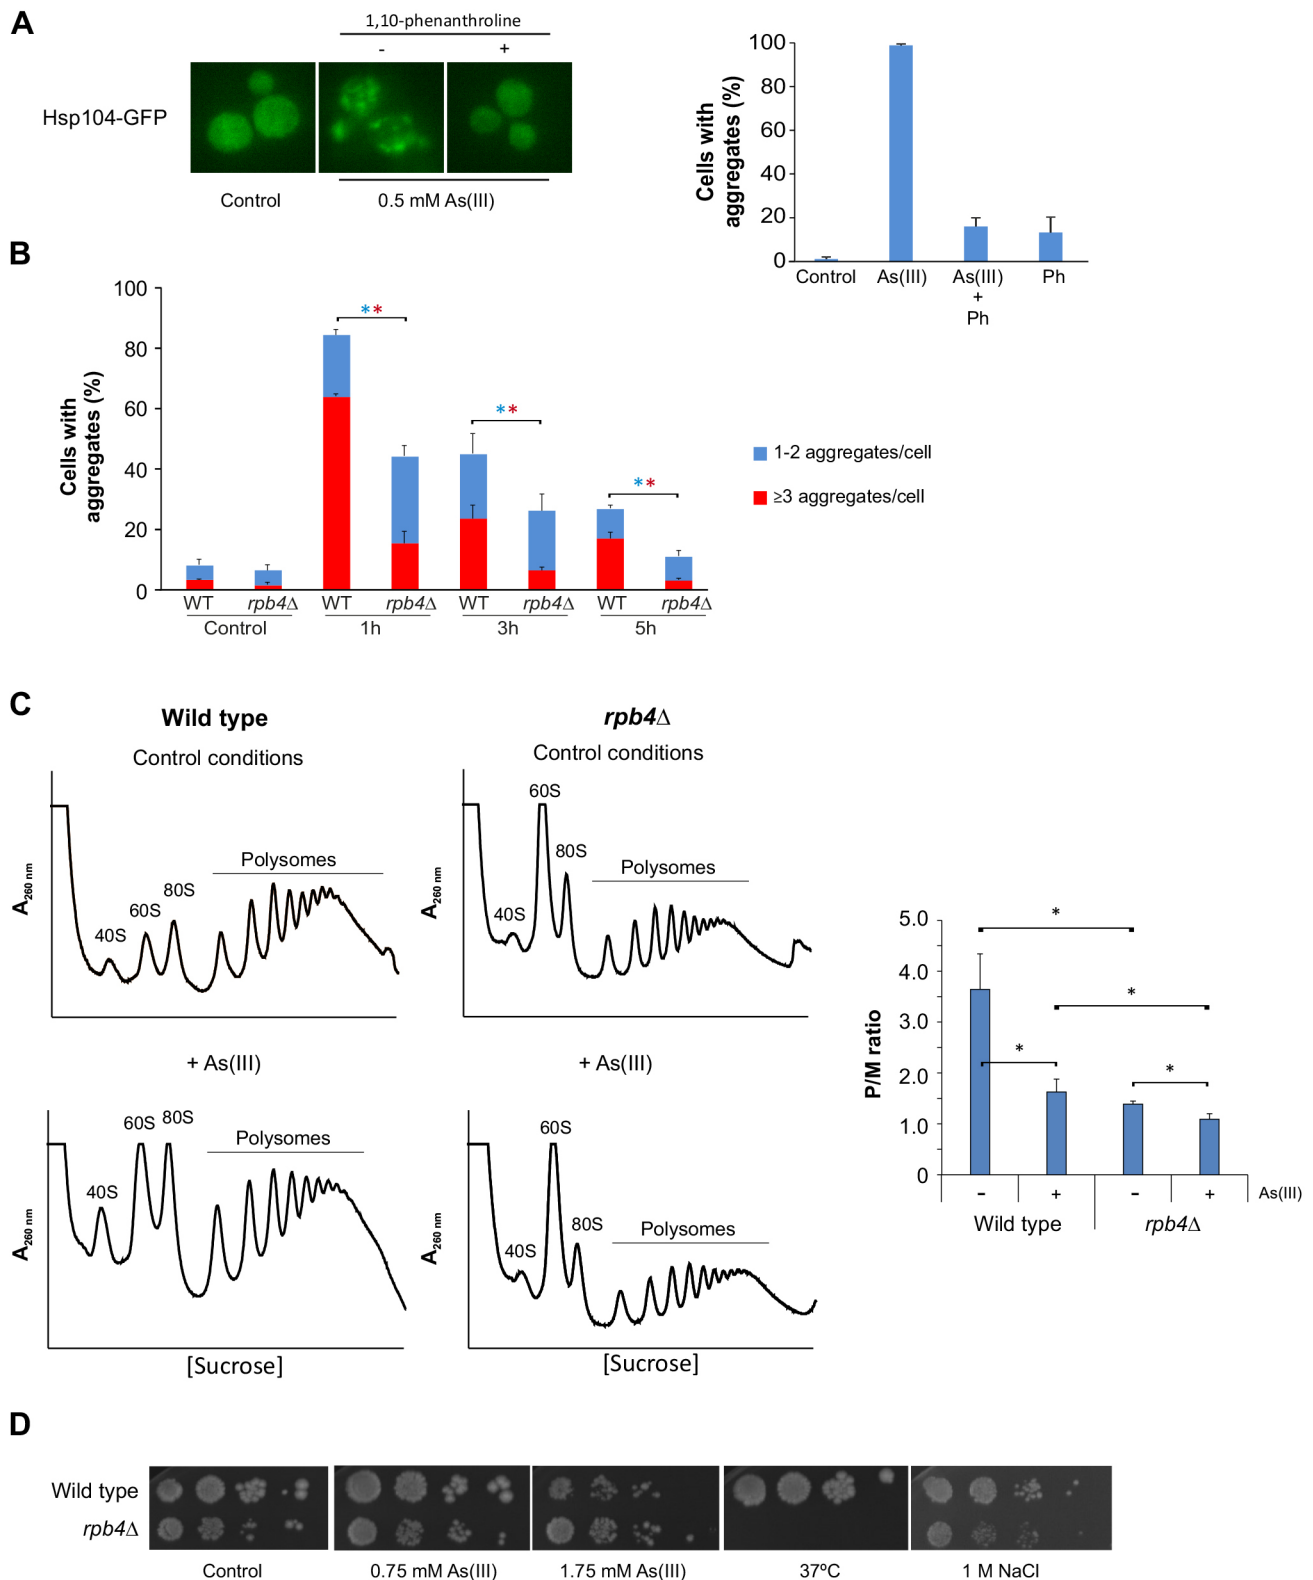 A
1,10-phenanthroline
- +
Hsp104-GFP
Control
0.5 mM As(III)
Cells with
aggregates (%)
100
80
60
40
20
0
Control As(III) As(III) Ph
+
Ph
B
Cells with
aggregates (%)
100
80
60
40
20
0
**
**
**
WT rpb4Δ WT rpb4Δ WT rpb4Δ WT rpb4Δ
Control 1h 3h 5h
1-2 aggregates/cell
≥3 aggregates/cell
C
Wild type
Control conditions
A260 nm
40S
60S
80S
Polysomes
rpb4Δ
Control conditions
A260 nm
40S
60S
80S
Polysomes
+ As(III)
A260 nm
40S
60S
80S
Polysomes
[Sucrose]
+ As(III)
A260 nm
40S
60S
80S
Polysomes
[Sucrose]
P/M ratio
5.0
4.0
3.0
2.0
1.0
0
*
*
*
*
- + - + As(III)
Wild type rpb4Δ
D
Wild type
rpb4Δ
Control 0.75 mM As(III) 1.75 mM As(III) 37ºC 1 M NaCl